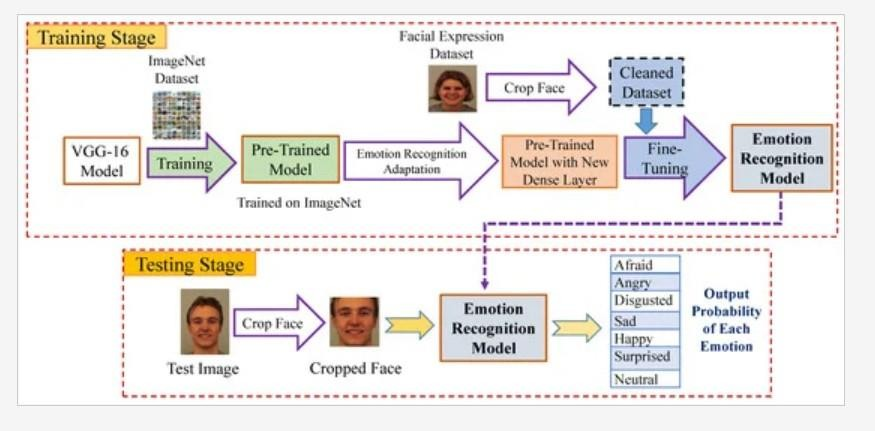 Training Stage
ImageNet
Dataset
Facial Expression
Dataset
Crop Face
Cleaned
Dataset
VGG-16
Model
Training
Pre-Trained
Model
Emotion Recognition
Adaptation
Pre-Trained
Model with New
Dense Layer
Fine-
Tuning
Emotion
Recognition
Model
Trained on ImageNet
Testing Stage
Crop Face
Test Image
Cropped Face
Emotion
Recognition
Model
Afraid
Angry
Disgusted
Sad
Happy
Surprised
Neutral
Output
Probability
of Each
Emotion